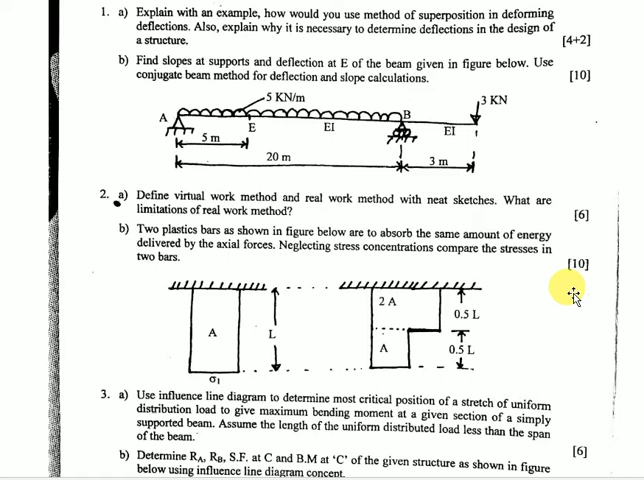 1. a) Explain with an example, how would you use method of superposition in deforming
deflections. Also, explain why it is necessary to determine deflections in the design of
a structure. [4+2]
b) Find slopes at supports and deflection at E of the beam given in figure below. Use
conjugate beam method for deflection and slope calculations. [10]
5 KN/m
3 KN
A
B
E
EI
EI
5 m
20 m
3 m
2. a) Define virtual work method and real work method with neat sketches. What are
limitations of real work method? [6]
b) Two plastics bars as shown in figure below are to absorb the same amount of energy
delivered by the axial forces. Neglecting stress concentrations compare the stresses in
two bars. [10]
2 A
0.5 L
A
L
A
0.5 L
σ1
3. a) Use influence line diagram to determine most critical position of a stretch of uniform
distribution load to give maximum bending moment at a given section of a simply
supported beam. Assume the length of the uniform distributed load less than the span
of the beam. [6]
b) Determine RA, RB, S.F. at C and B.M at 'C' of the given structure as shown in figure
below using influence line diagram concent.